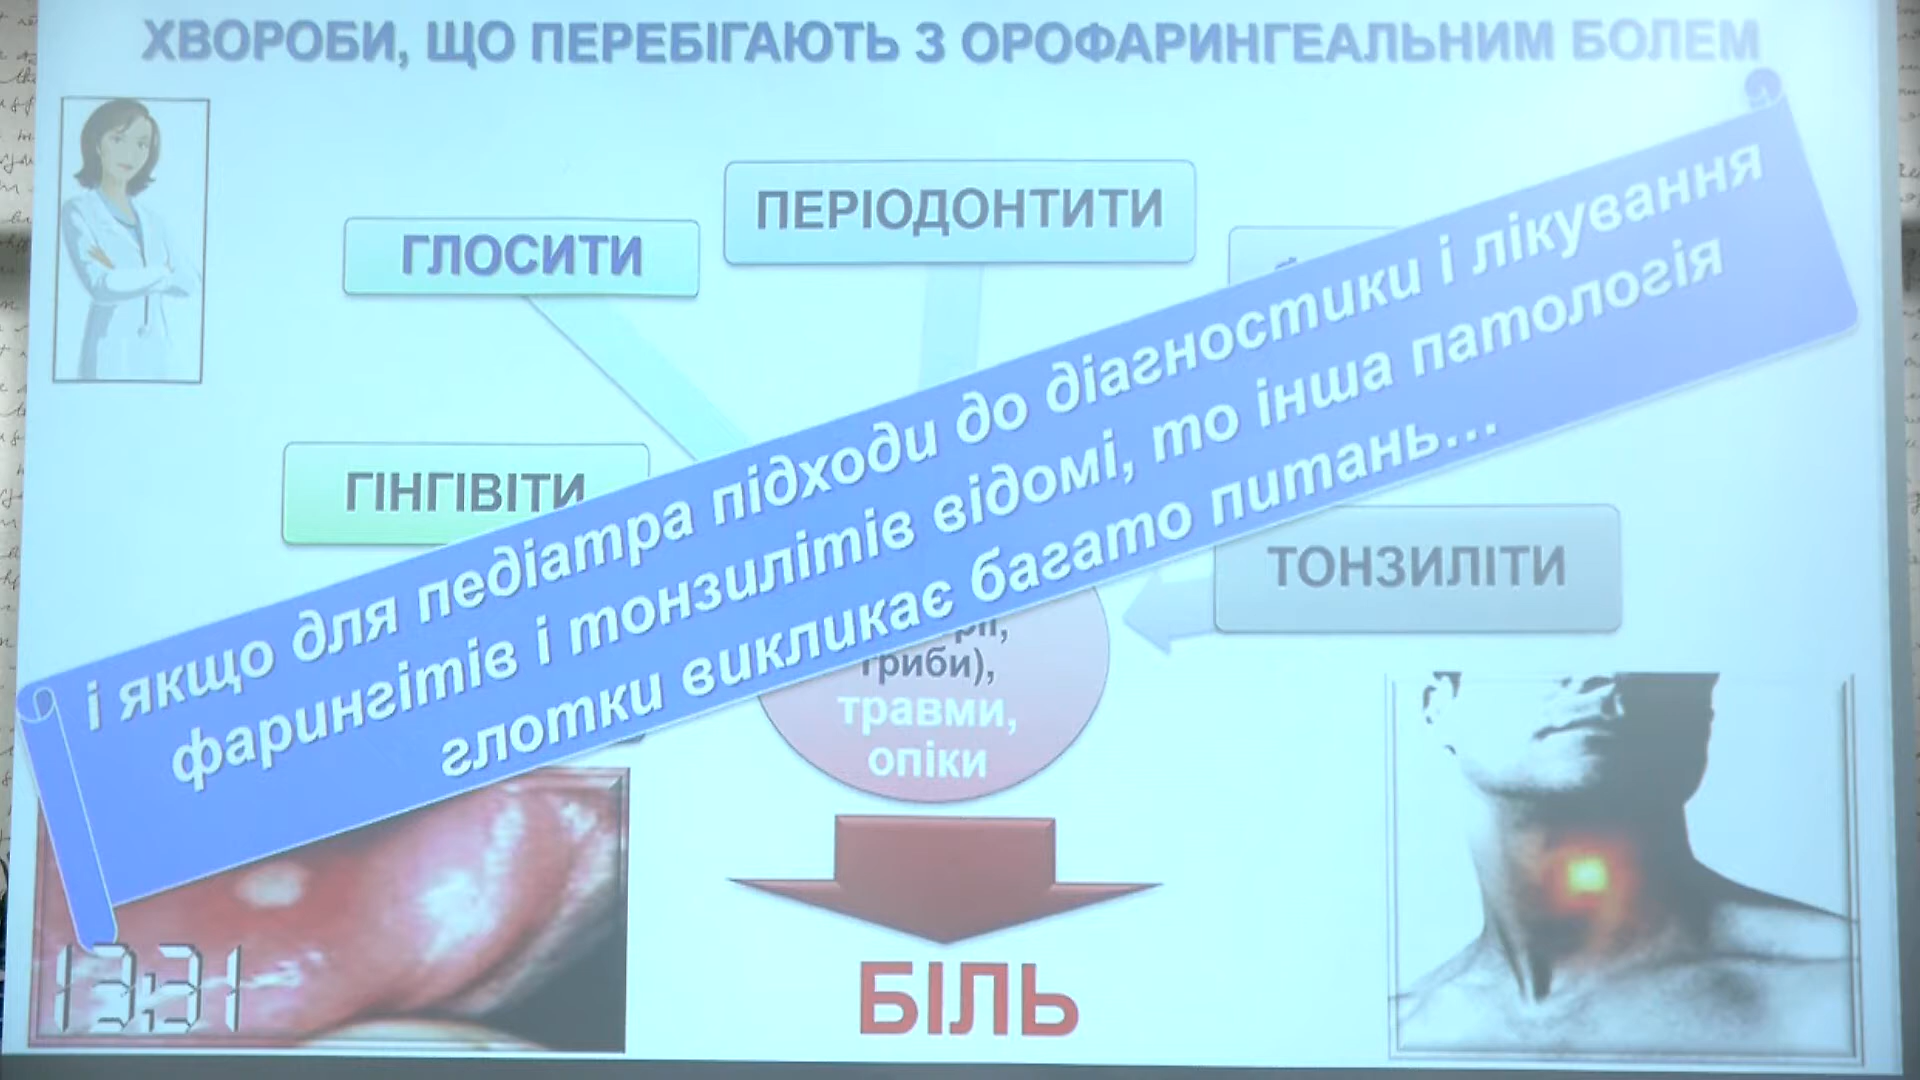 ХВОРОБИ, ЩО ПЕРЕБІГАЮТЬ З ОРОФАРИНГЕАЛЬНИМ БОЛЕМ
ПЕРІОДОНТИТИ
ГЛОСИТИ
ГІНГІВІТИ
і якщо для педіатра підходи до діагностики і лікування
фарингітів і тонзилітів відомі, то інша патологія
глотки викликає багато питань...
ТОНЗИЛІТИ
гриби),
травми,
опіки
БІЛЬ
13:31